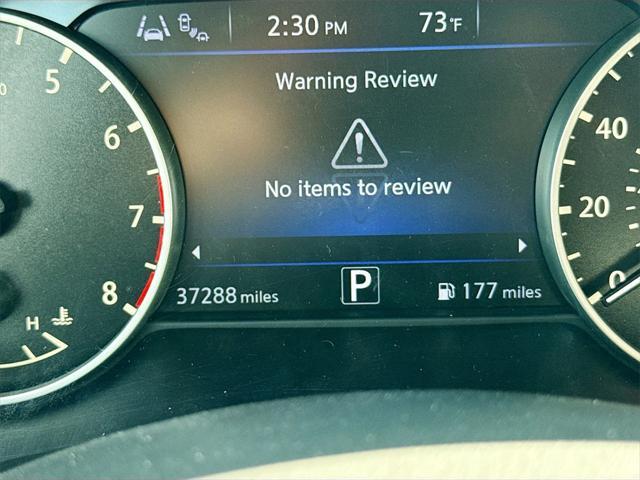 2:30 PM 73°F
Warning Review
No items to review
37288 miles P 177 miles
5
6
7
8
H
40
20
0